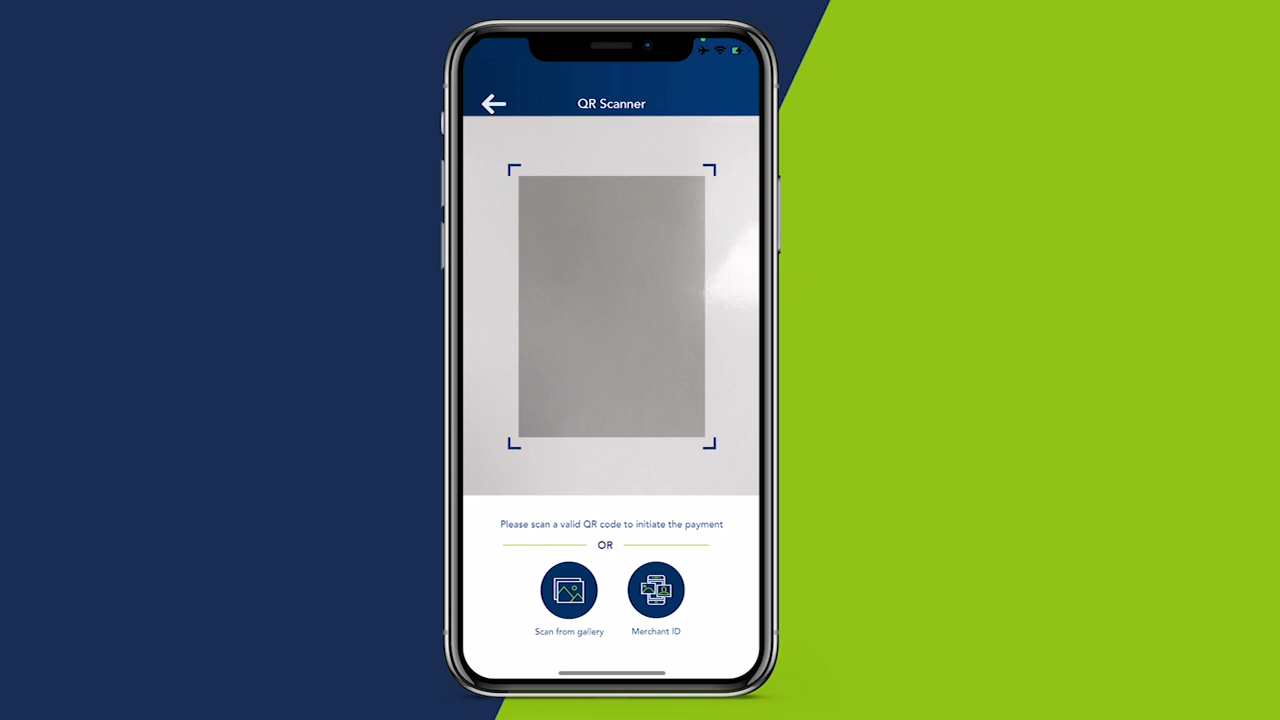 QR Scanner
Please scan a valid QR code to initiate the payment
OR
Scan from gallery
Merchant ID